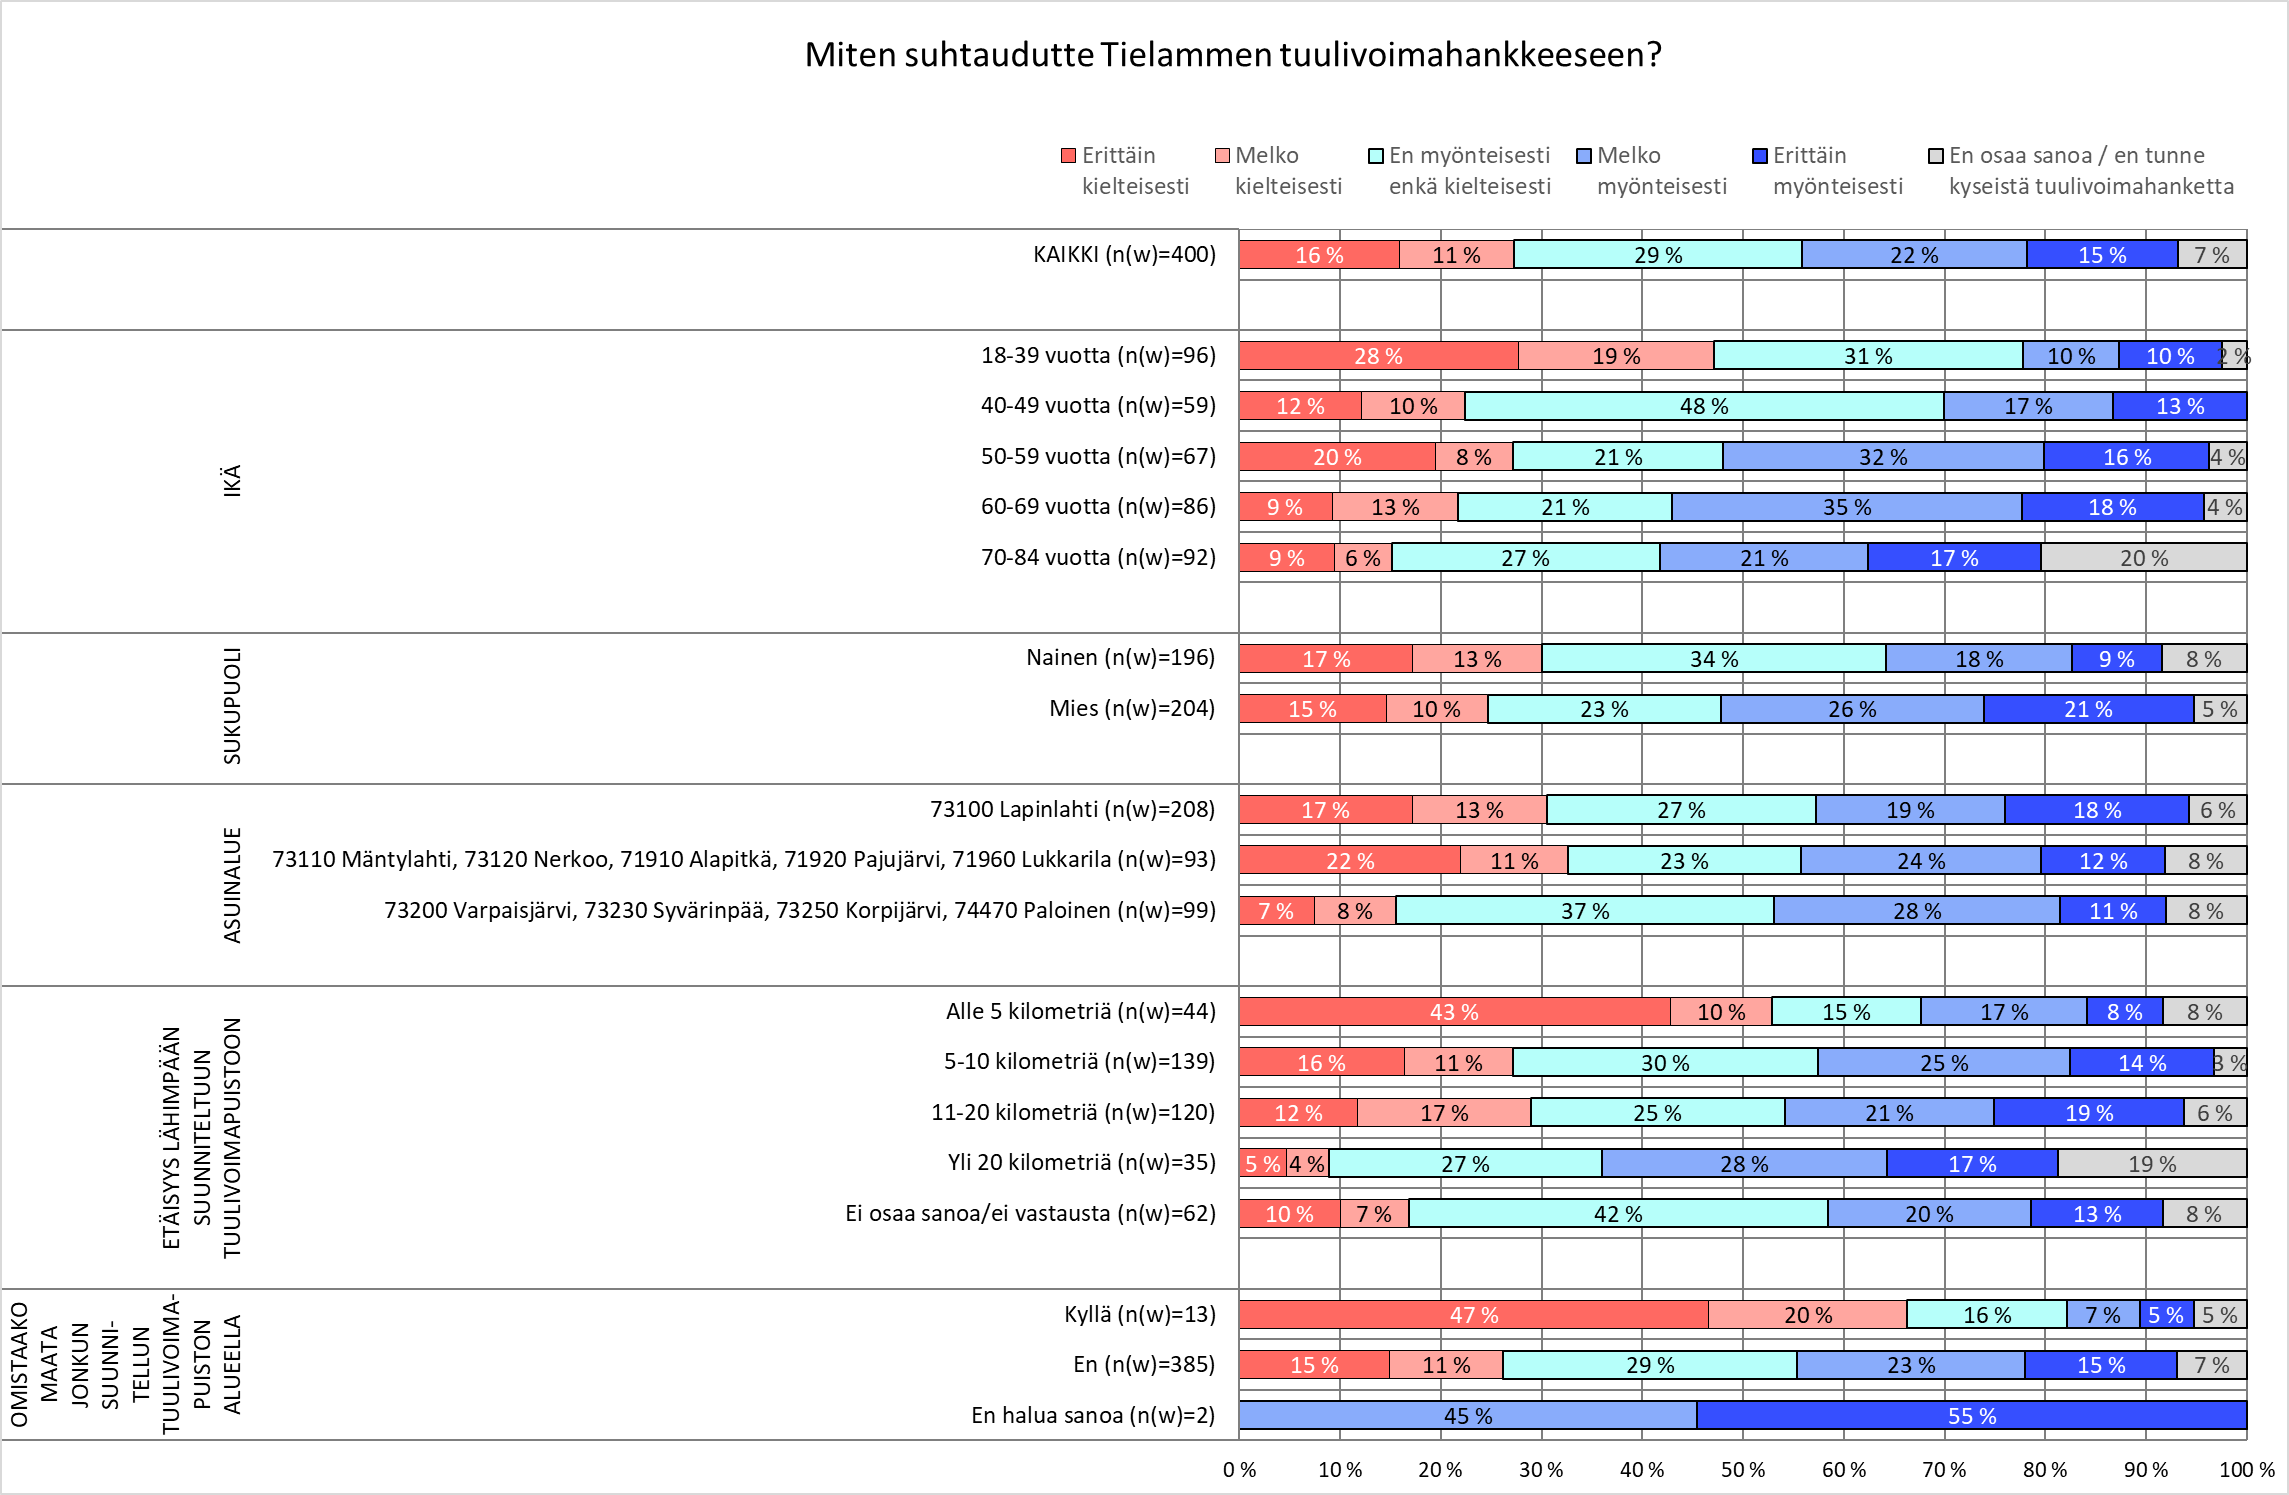 Miten suhtaudutte Tielammen tuulivoimahankkeeseen?
Erittäin kielteisesti
Melko kielteisesti
En myönteisesti enkä kielteisesti
Melko myönteisesti
Erittäin myönteisesti
En osaa sanoa / en tunne kyseistä tuulivoimahanketta
KAIKKI (n(w)=400) 16 % 11 % 29 % 22 % 15 % 7 %
IKÄ
18-39 vuotta (n(w)=96) 28 % 19 % 31 % 10 % 10 % 2 %
40-49 vuotta (n(w)=59) 12 % 10 % 48 % 17 % 13 %
50-59 vuotta (n(w)=67) 20 % 8 % 21 % 32 % 16 % 4 %
60-69 vuotta (n(w)=86) 9 % 13 % 21 % 35 % 18 % 4 %
70-84 vuotta (n(w)=92) 9 % 6 % 27 % 21 % 17 % 20 %
SUKUPUOLI
Nainen (n(w)=196) 17 % 13 % 34 % 18 % 9 % 8 %
Mies (n(w)=204) 15 % 10 % 23 % 26 % 21 % 5 %
ASUINALUE
73100 Lapinlahti (n(w)=208) 17 % 13 % 27 % 19 % 18 % 6 %
73110 Mäntylahti, 73120 Nerkoo, 71910 Alapitkä, 71920 Pajujärvi, 71960 Lukkarila (n(w)=93) 22 % 11 % 23 % 24 % 12 % 8 %
73200 Varpaisjärvi, 73230 Syvärinpää, 73250 Korpijärvi, 74470 Paloinen (n(w)=99) 7 % 8 % 37 % 28 % 11 % 8 %
ETÄISYYS LÄHIMPÄÄN
SUUNNITELTUUN
TUULIVOIMAPUISTOON
Alle 5 kilometriä (n(w)=44) 43 % 10 % 15 % 17 % 8 % 8 %
5-10 kilometriä (n(w)=139) 16 % 11 % 30 % 25 % 14 % 3 %
11-20 kilometriä (n(w)=120) 12 % 17 % 25 % 21 % 19 % 6 %
Yli 20 kilometriä (n(w)=35) 5 % 4 % 27 % 28 % 17 % 19 %
Ei osaa sanoa/ei vastausta (n(w)=62) 10 % 7 % 42 % 20 % 13 % 8 %
OMISTAAKO
MAATA
JONKUN
SUUNNI-
TELLUN
TUULIVOIMA-
PUISTON
ALUEELLA
Kyllä (n(w)=13) 47 % 20 % 16 % 7 % 5 % 5 %
En (n(w)=385) 15 % 11 % 29 % 23 % 15 % 7 %
En halua sanoa (n(w)=2) 45 % 55 %
0 % 10 % 20 % 30 % 40 % 50 % 60 % 70 % 80 % 90 % 100 %